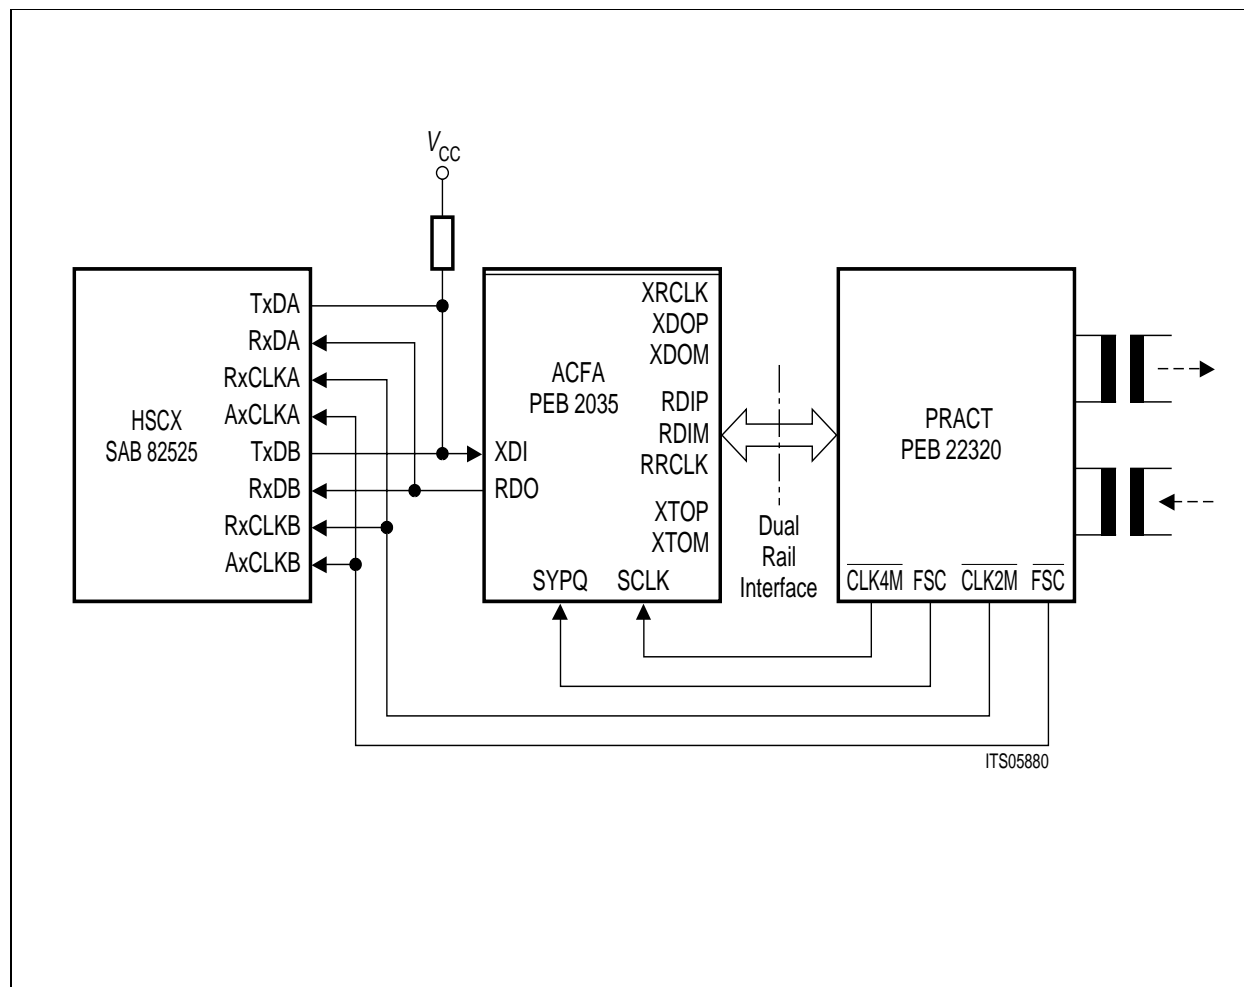 V CC
HSCX
SAB 82525
TxDA
RxDA
RxCLKA
AxCLKA
TxDB
RxDB
RxCLKB
AxCLKB
ACFA
PEB 2035
XDI
RDO
SYPQ
SCLK
XRCLK
XDOP
XDOM
RDIP
RDIM
RRCLK
XTOP
XTOM
Dual
Rail
Interface
PRACT
PEB 22320
CLK4M FSC CLK2M FSC
ITS05880